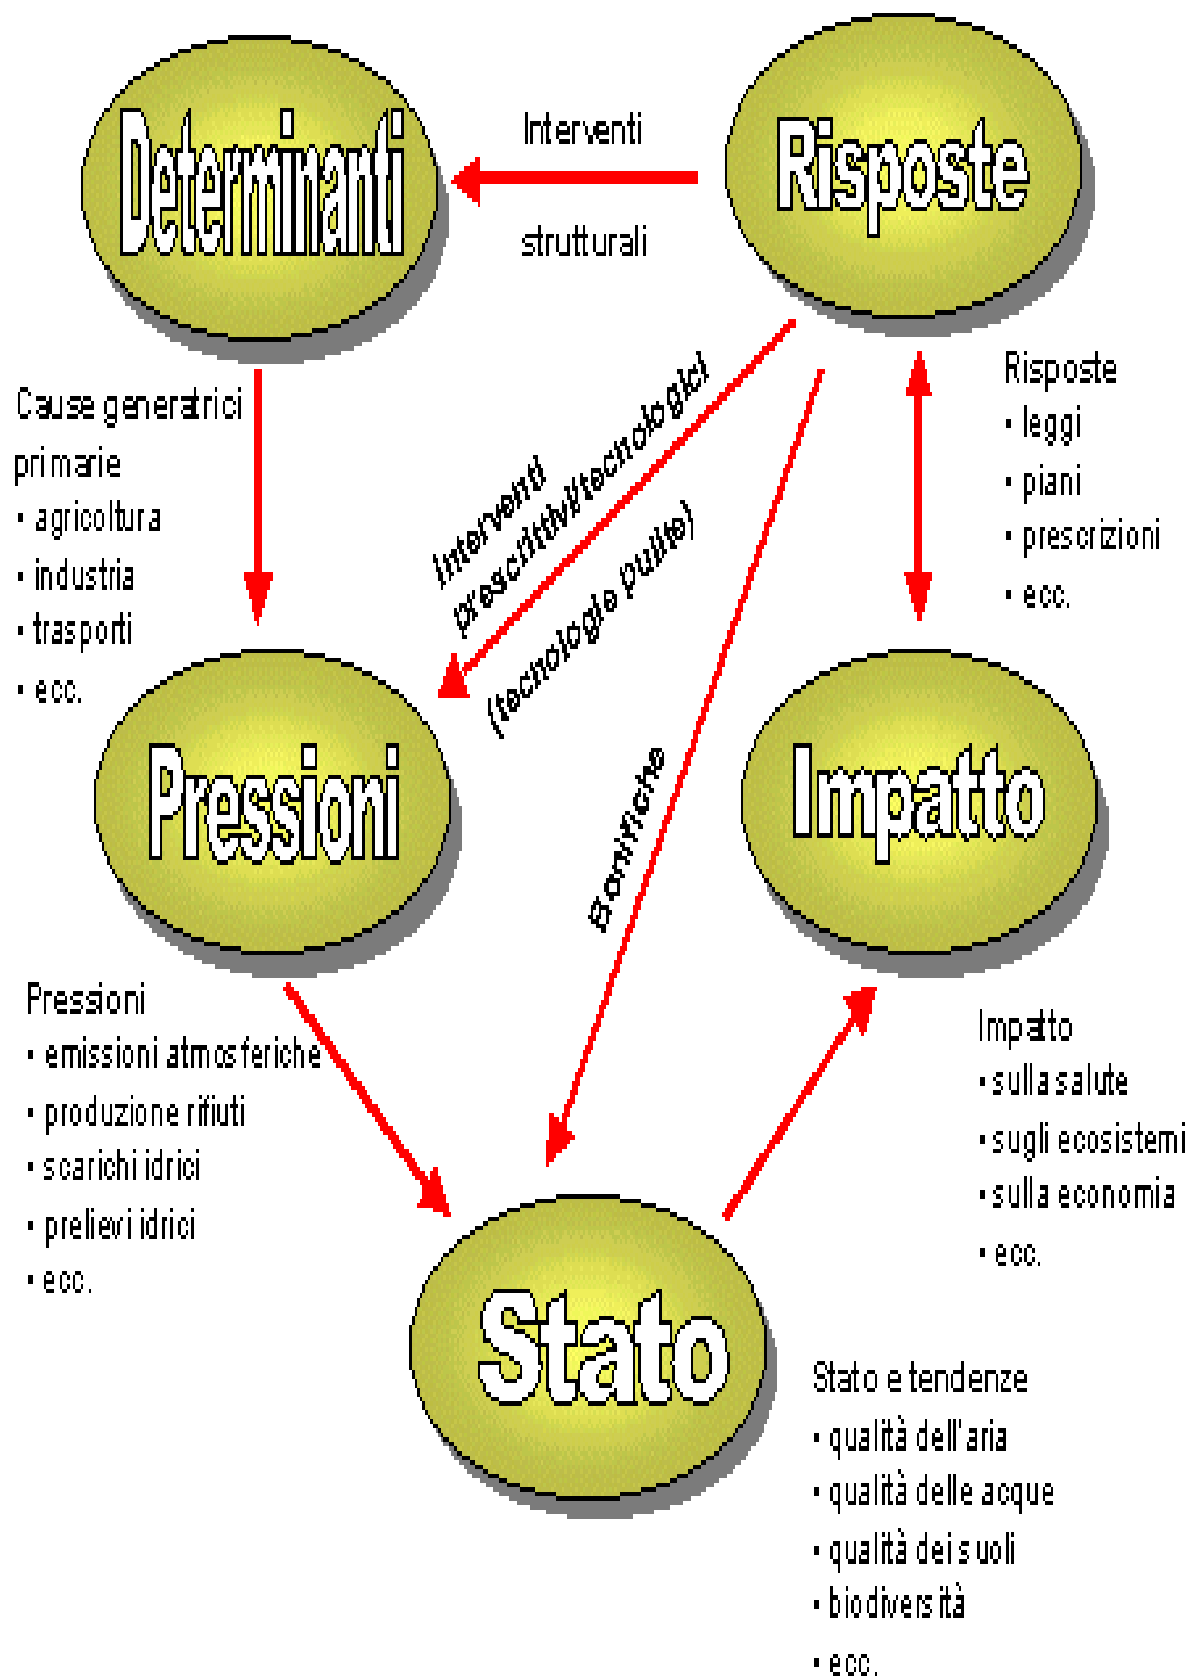 Determinanti
Risposte
Interventi
strutturali
Cause generatrici
primarie
• agricoltura
• industria
• trasporti
• ecc.
Interventi
prescrittivi/tecnologici
(tecnologie pulite)
Risposte
• leggi
• piani
• prescrizioni
• ecc.
Pressioni
Bonifiche
Impatto
Pressioni
• emissioni atmosferiche
• produzione rifiuti
• scarichi idrici
• prelievi idrici
• ecc.
Impatto
• sulla salute
• sugli ecosistemi
• sulla economia
• ecc.
Stato
Stato e tendenze
• qualità dell'aria
• qualità delle acque
• qualità dei suoli
• biodiversità
• ecc.